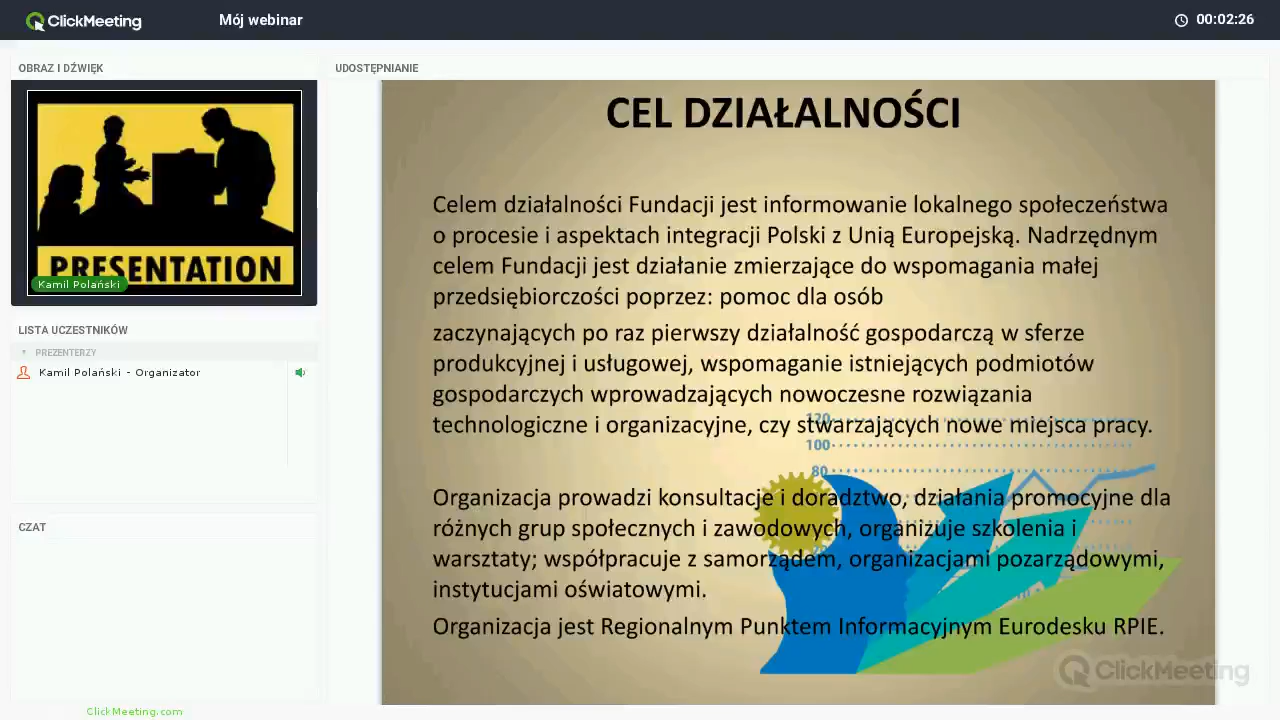 ClickMeeting
Mój webinar
00:02:26
OBRAZ I DŹWIĘK
PRESENTATION
Kamil Polański
LISTA UCZESTNIKÓW
PREZENTERZY
Kamil Polański - Organizator
CZAT
ClickMeeting.com
UDOSTĘPNIANIE
CEL DZIAŁALNOŚCI
Celem działalności Fundacji jest informowanie lokalnego społeczeństwa
o procesie i aspektach integracji Polski z Unią Europejską. Nadrzędnym
celem Fundacji jest działanie zmierzające do wspomagania małej
przedsiębiorczości poprzez: pomoc dla osób
zaczynających po raz pierwszy działalność gospodarczą w sferze
produkcyjnej i usługowej, wspomaganie istniejących podmiotów
gospodarczych wprowadzających nowoczesne rozwiązania
technologiczne i organizacyjne, czy stwarzających nowe miejsca pracy.
120
100
80
Organizacja prowadzi konsultacje i doradztwo, działania promocyjne dla
różnych grup społecznych i zawodowych, organizuje szkolenia i
warsztaty; współpracuje z samorządem, organizacjami pozarządowymi,
instytucjami oświatowymi.
Organizacja jest Regionalnym Punktem Informacyjnym Eurodesku RPIE.
ClickMeeting